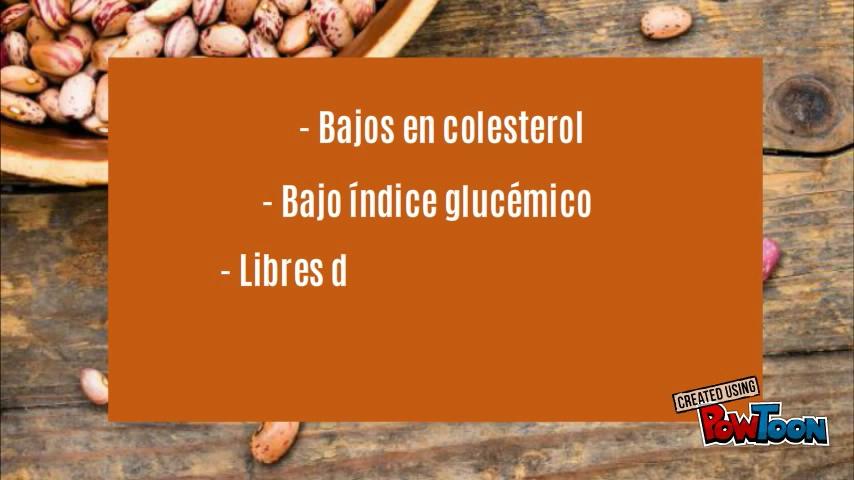 - Bajos en colesterol
- Bajo índice glucémico
- Libres d
CREATED USING
PowToon